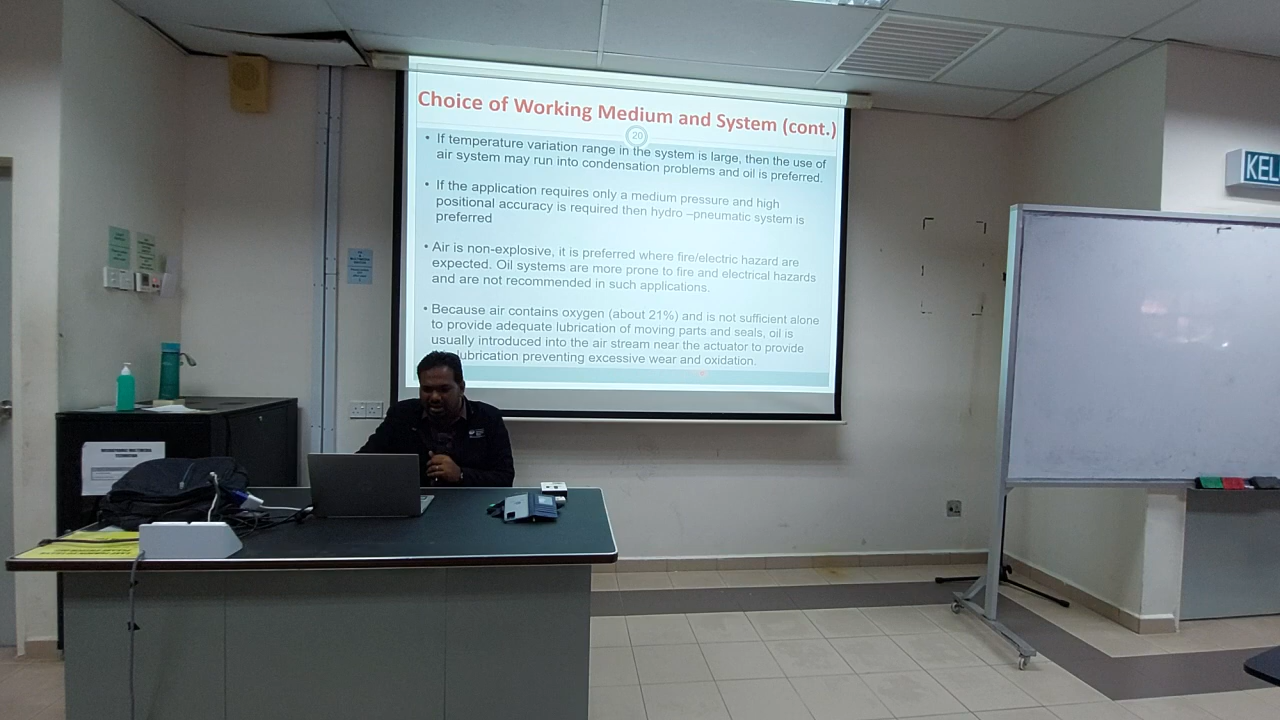 Choice of Working Medium and System (cont.)
20
• If temperature variation range in the system is large, then the use of
air system may run into condensation problems and oil is preferred.
• If the application requires only a medium pressure and high
positional accuracy is required then hydro –pneumatic system is
preferred
• Air is non-explosive, it is preferred where fire/electric hazard are
expected. Oil systems are more prone to fire and electrical hazards
and are not recommended in such applications.
• Because air contains oxygen (about 21%) and is not sufficient alone
to provide adequate lubrication of moving parts and seals, oil is
usually introduced into the air stream near the actuator to provide
lubrication preventing excessive wear and oxidation.
KEL